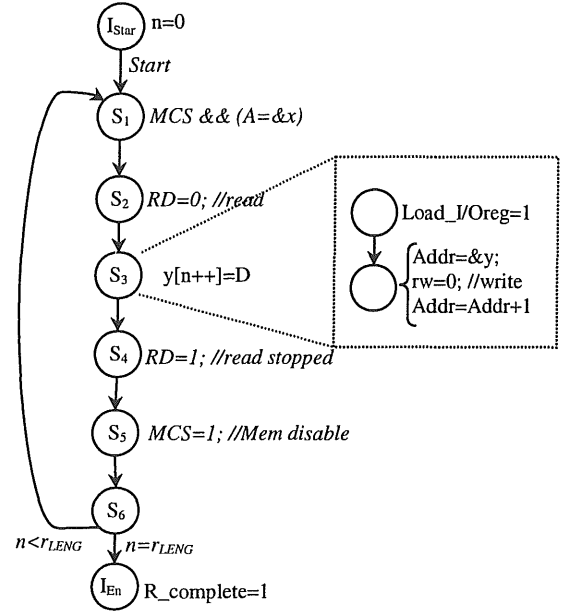 I_Star n=0
Start
S1 MCS && (A=&x)
S2 RD=0; //read
Load_I/Oreg=1
S3 y[n++]=D
Addr=&y;
rw=0; //write
Addr=Addr+1
S4 RD=1; //read stopped
S5 MCS=1; //Mem disable
S6
n<r_LENG n=r_LENG
I_En R_complete=1